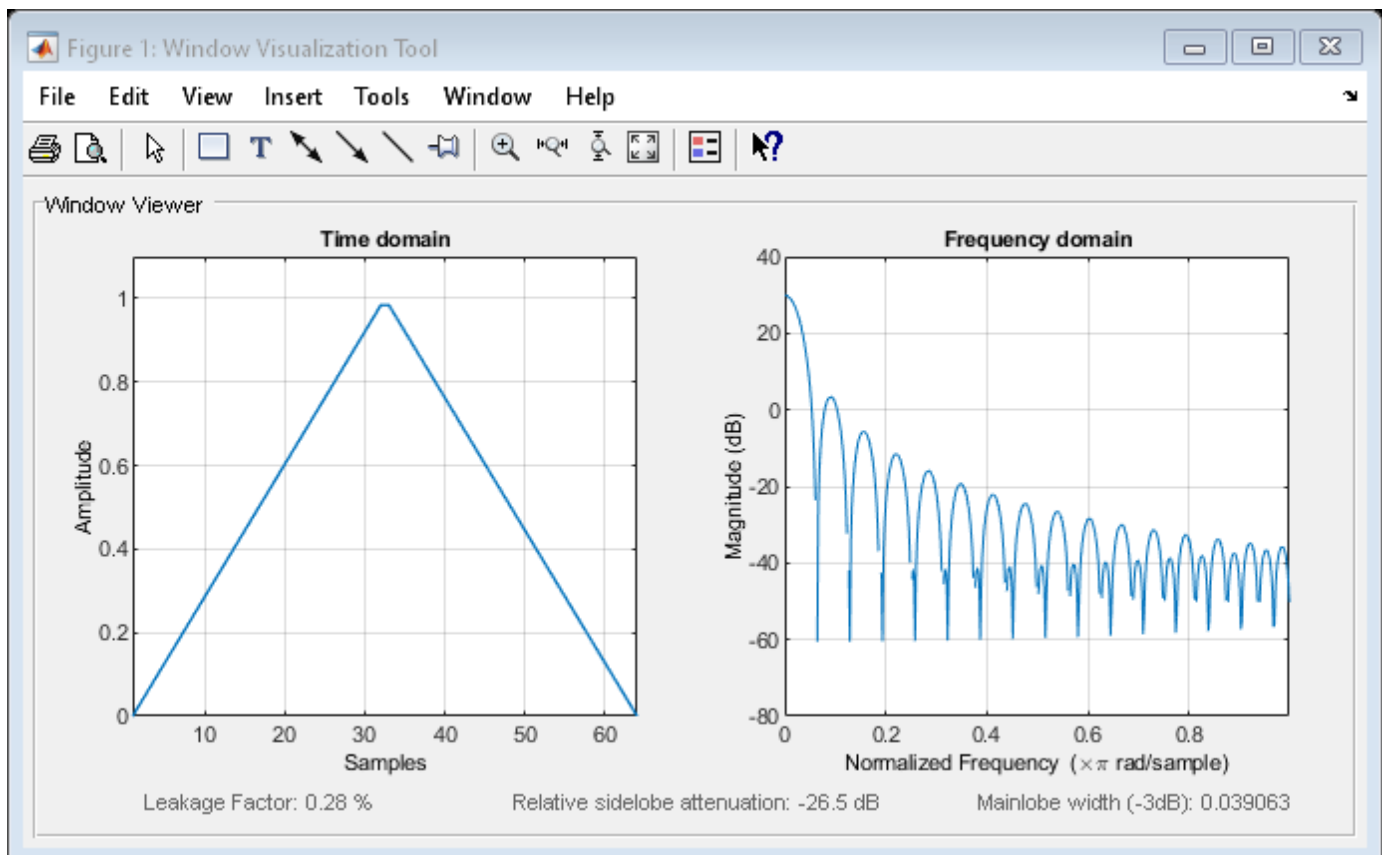 Figure 1: Window Visualization Tool
File Edit View Insert Tools Window Help
T
?
Window Viewer
Time domain
1
0.8
0.6
0.4
0.2
0
Amplitude
10 20 30 40 50 60
Samples
Frequency domain
40
20
0
-20
-40
-60
-80
Magnitude (dB)
0 0.2 0.4 0.6 0.8
Normalized Frequency (×π rad/sample)
Leakage Factor: 0.28 % Relative sidelobe attenuation: -26.5 dB Mainlobe width (-3dB): 0.039063